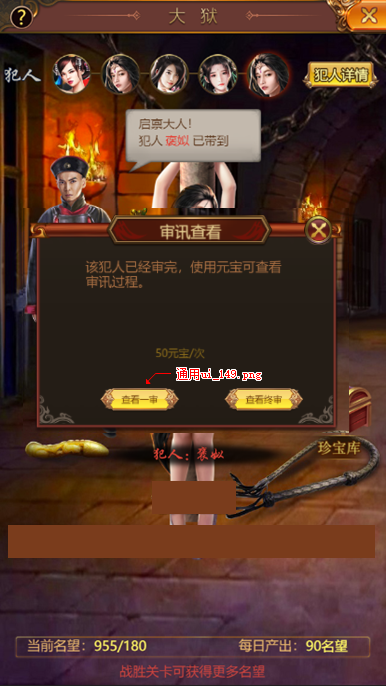 ?
大狱
犯人
犯人详情
启禀大人!
犯人 褒姒 已带到
审讯查看
该犯人已经审完，使用元宝可查看
审讯过程。
50元宝/次
通用ui_149.png
查看一审
查看终审
犯人：褒姒
珍宝库
当前名望： 955/180
每日产出： 90名望
战胜关卡可获得更多名望